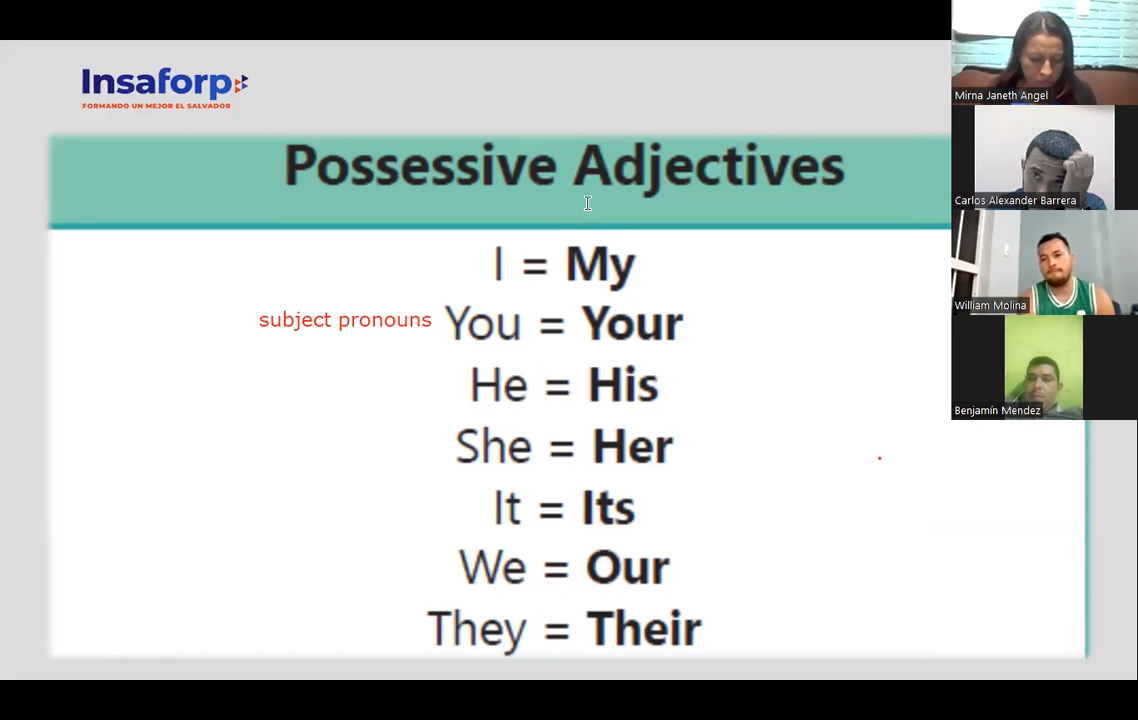 Insaforp
FORMANDO UN MEJOR EL SALVADOR
Possessive Adjectives
I = My
subject pronouns You = Your
He = His
She = Her
It = Its
We = Our
They = Their
Mirna Janeth Angel
Carlos Alexander Barrera
William Molina
Benjamín Mendez